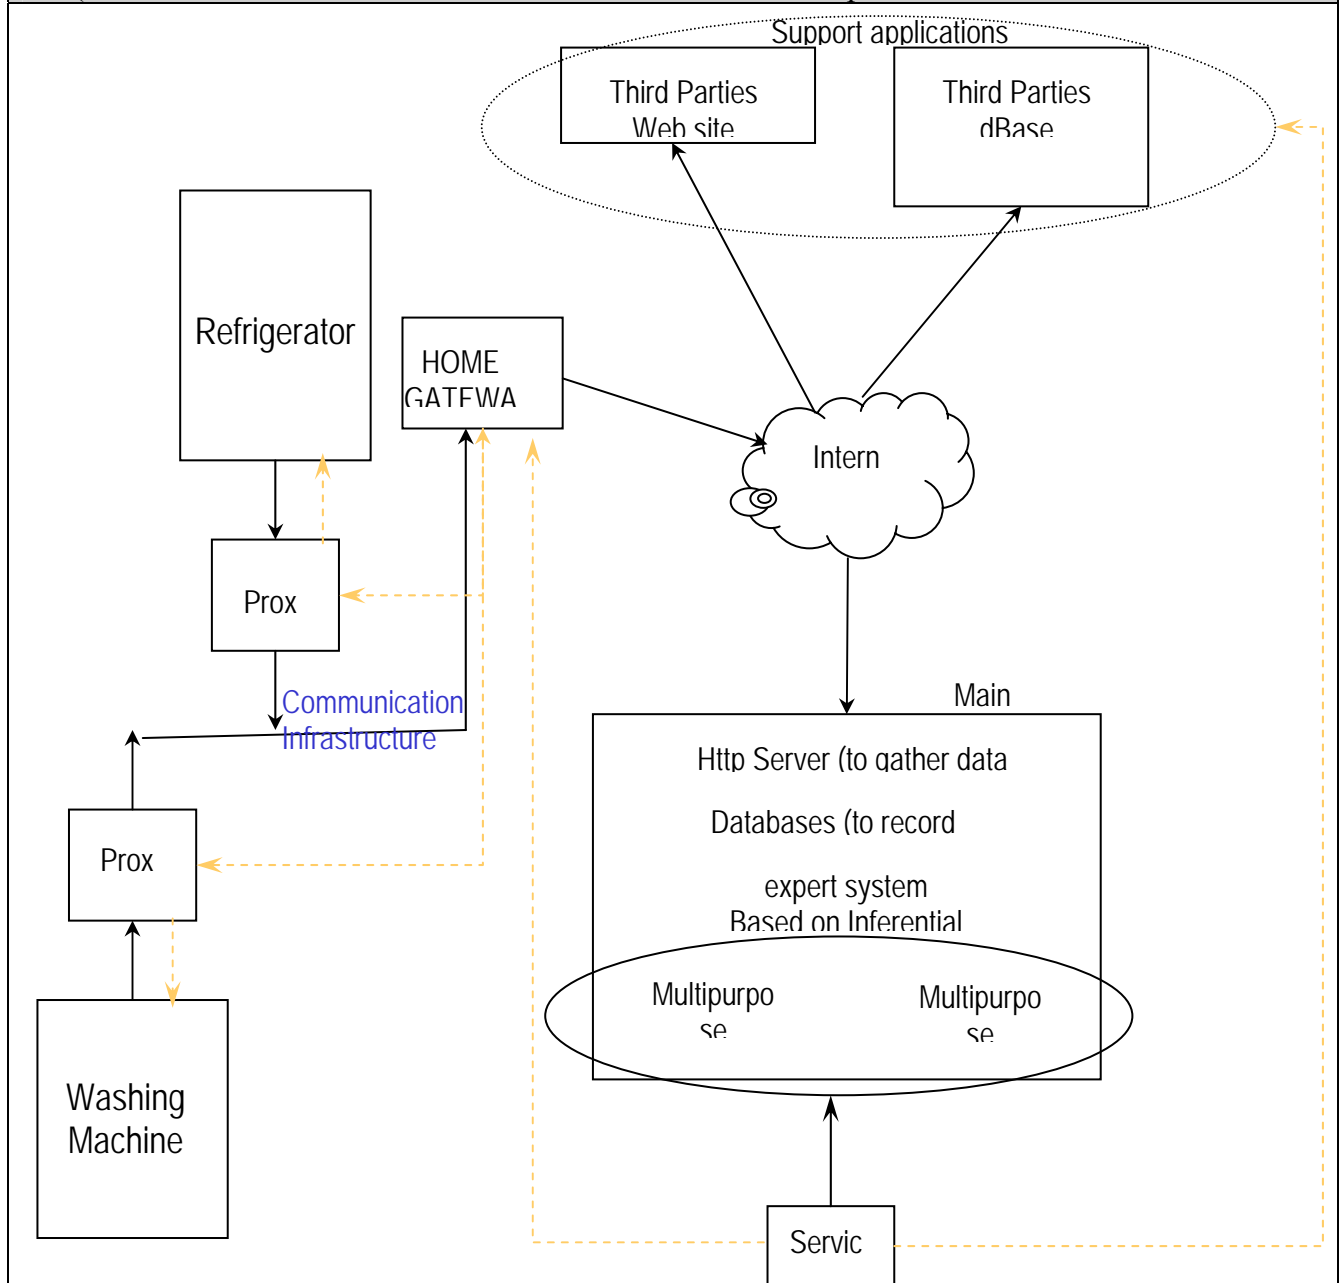 Support applications
Third Parties
Web site
Third Parties
dBase
Refrigerator
HOME
GATEWA
Intern
Prox
Communication
Infrastructure
Main
Http Server (to gather data
Databases (to record
expert system
Based on Inferential
Prox
Multipurpo
se
Multipurpo
se
Washing
Machine
Servic